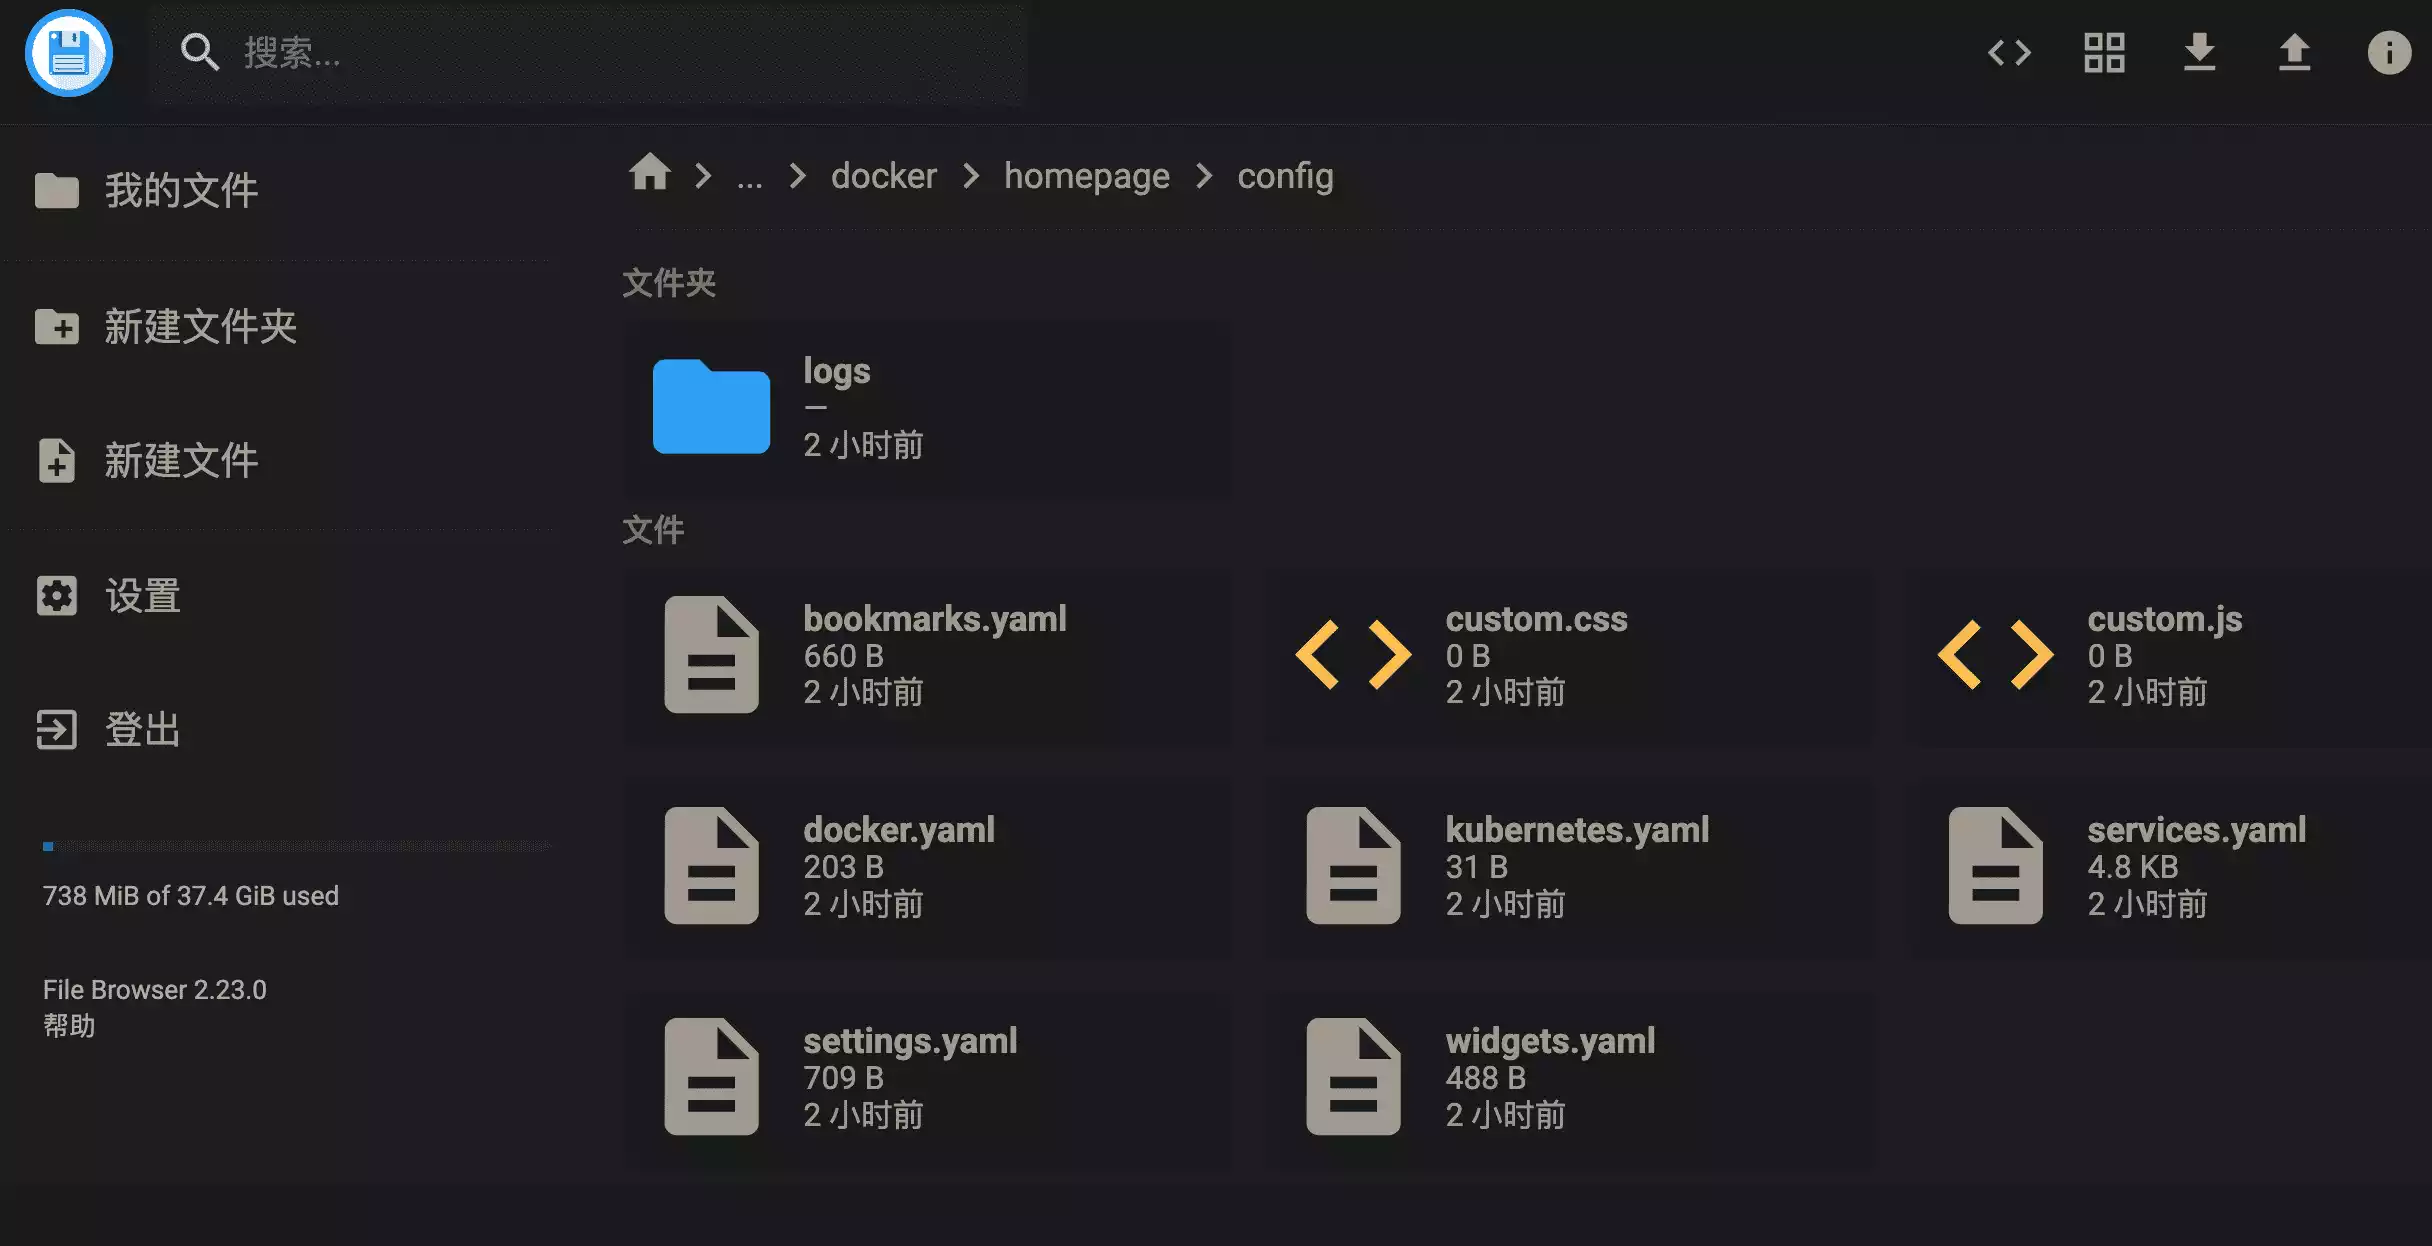 搜索...
我的文件
新建文件夹
新建文件
设置
登出
738 MiB of 37.4 GiB used
File Browser 2.23.0
帮助
... docker homepage config
文件夹
logs
—
2 小时前
文件
bookmarks.yaml
660 B
2 小时前
custom.css
0 B
2 小时前
custom.js
0 B
2 小时前
docker.yaml
203 B
2 小时前
kubernetes.yaml
31 B
2 小时前
services.yaml
4.8 KB
2 小时前
settings.yaml
709 B
2 小时前
widgets.yaml
488 B
2 小时前